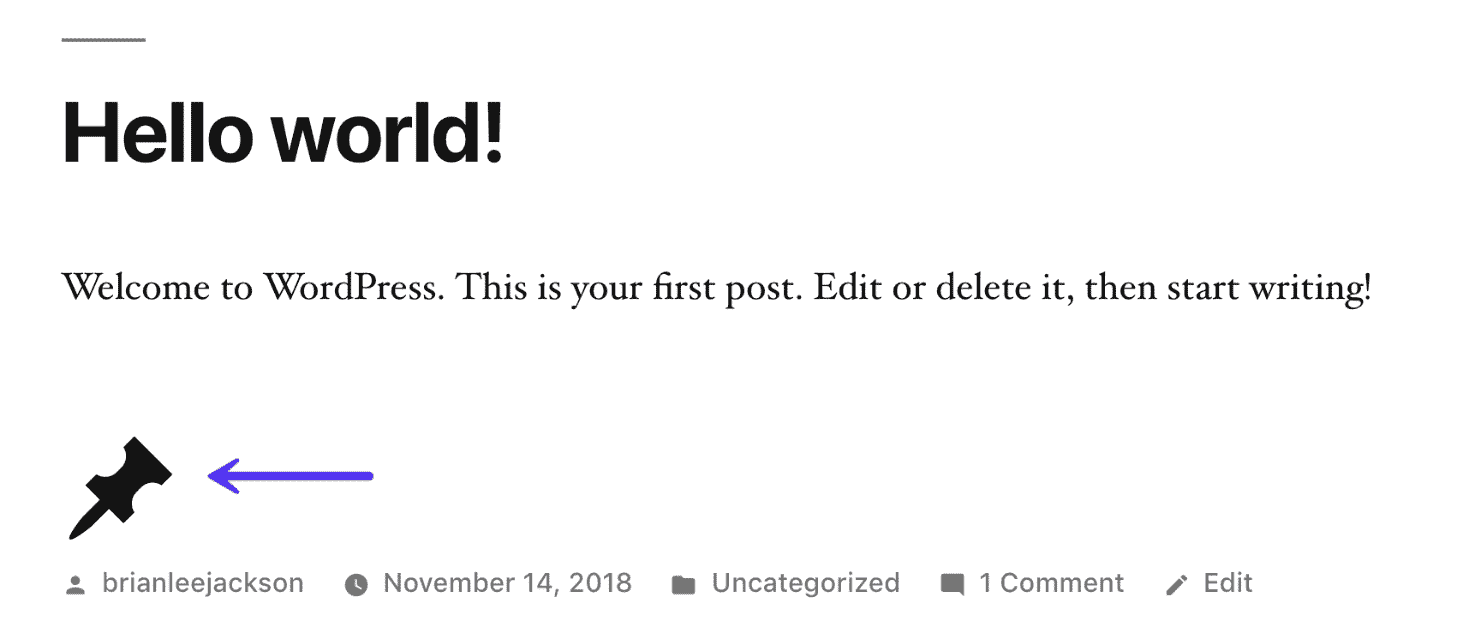 Hello world!
Welcome to WordPress. This is your first post. Edit or delete it, then start writing!
brianleejackson November 14, 2018 Uncategorized 1 Comment Edit